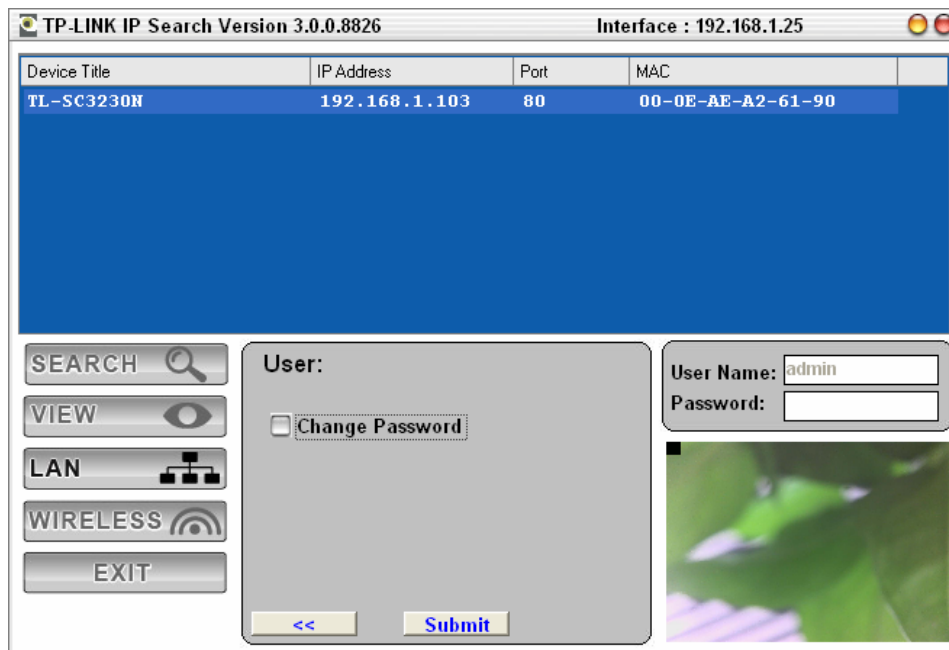 TP-LINK IP Search Version 3.0.0.8826 Interface : 192.168.1.25
Device Title IP Address Port MAC
TL-SC3230N 192.168.1.103 80 00-0E-AE-A2-61-90
SEARCH
VIEW
LAN
WIRELESS
EXIT
User:
Change Password
<< Submit
User Name: admin
Password: